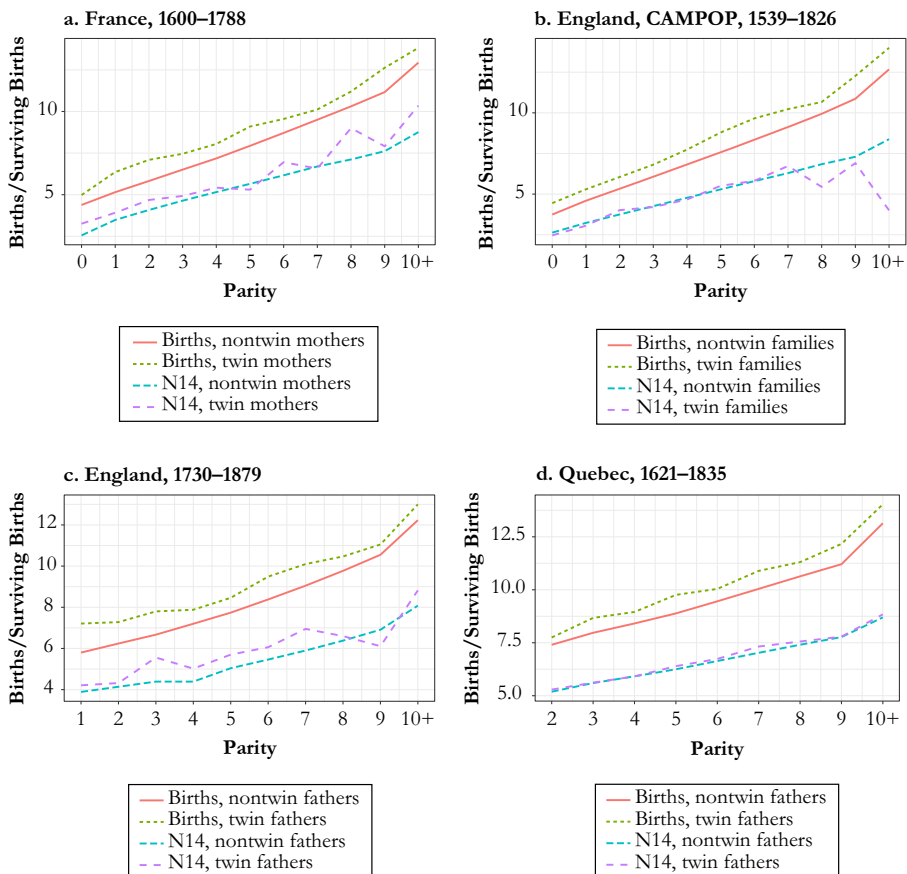 a. France, 1600–1788
Births/Surviving Births
10
5
0 1 2 3 4 5 6 7 8 9 10+
Parity
Births, nontwin mothers
Births, twin mothers
N14, nontwin mothers
N14, twin mothers
b. England, CAMPOP, 1539–1826
Births/Surviving Births
10
5
0 1 2 3 4 5 6 7 8 9 10+
Parity
Births, nontwin families
Births, twin families
N14, nontwin families
N14, twin families
c. England, 1730–1879
Births/Surviving Births
12
10
8
6
4
1 2 3 4 5 6 7 8 9 10+
Parity
Births, nontwin fathers
Births, twin fathers
N14, nontwin fathers
N14, twin fathers
d. Quebec, 1621–1835
Births/Surviving Births
12.5
10.0
7.5
5.0
2 3 4 5 6 7 8 9 10+
Parity
Births, nontwin fathers
Births, twin fathers
N14, nontwin fathers
N14, twin fathers